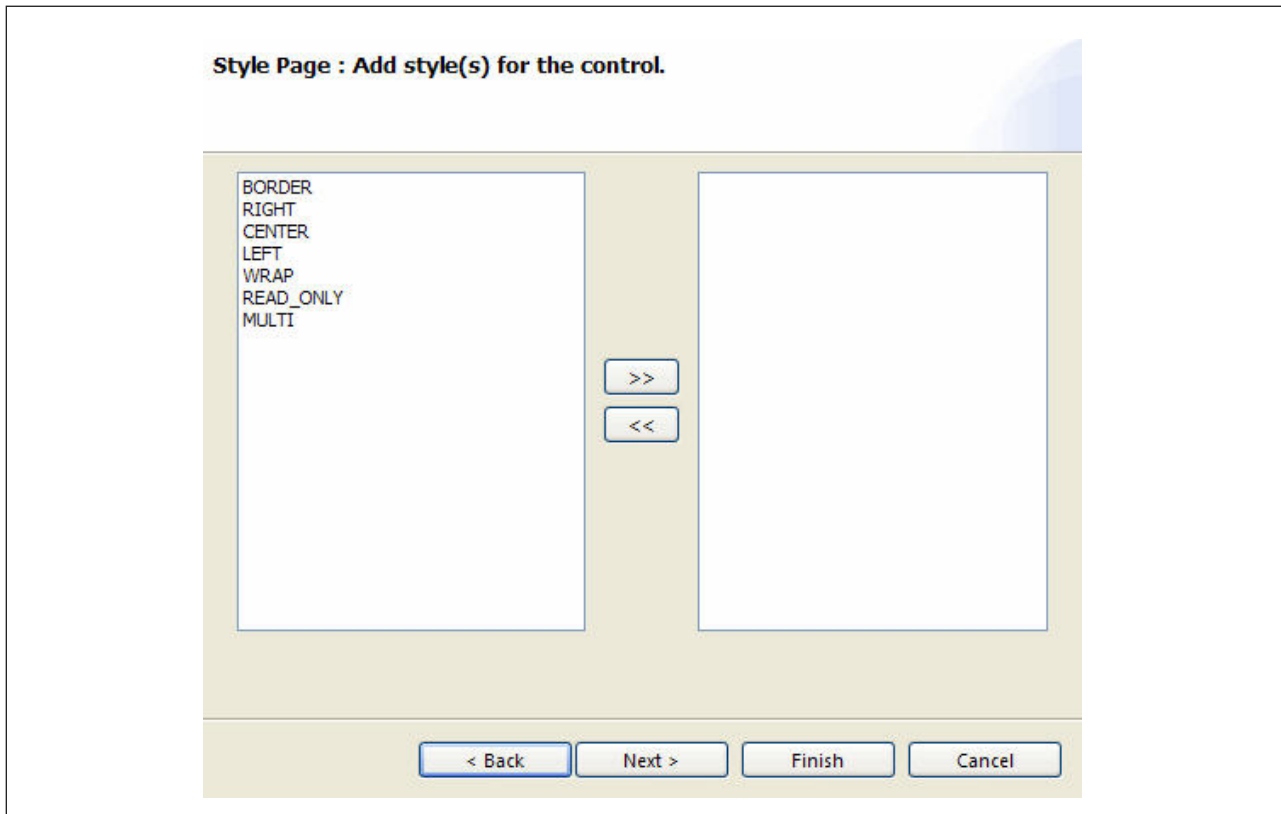 Style Page : Add style(s) for the control.
BORDER
RIGHT
CENTER
LEFT
WRAP
READ_ONLY
MULTI
>>
<<
< Back
Next >
Finish
Cancel